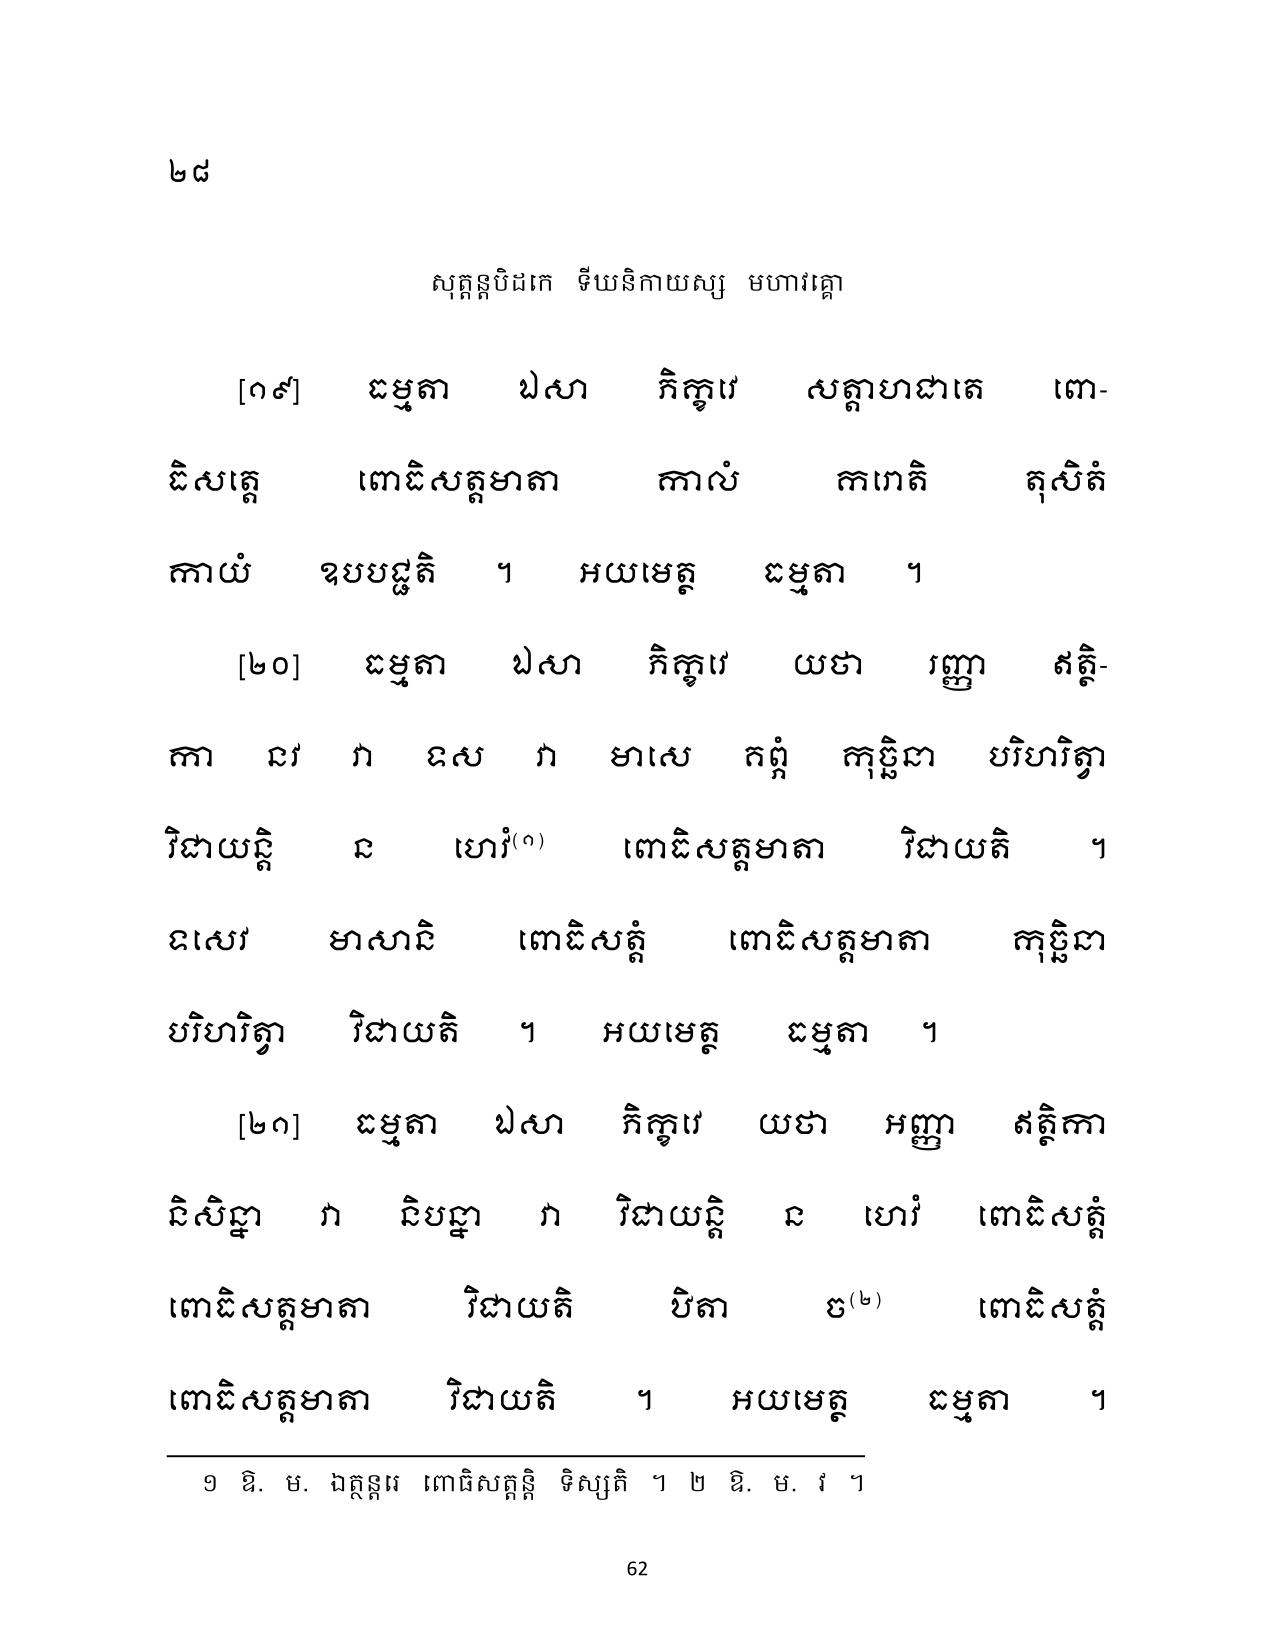 ២៨
សុត្តន្តបិដកេ ទីឃនិកាយស្ស មហាវគ្គោ
[១៩] ធម្មតា ឯសា ភិក្ខវេ សត្តាហជាតេ ពោ-
ធិសត្តេ ពោធិសត្តមាតា កាលំ ករោតិ តុសិតំ
កាយំ ឧបបជ្ជតិ ។ អយមេត្ថ ធម្មតា ។
[២០] ធម្មតា ឯសា ភិក្ខវេ យថា រញ្ញា ឥត្ថិ-
កា នវ វា ទស វា មាសេ គព្ភំ កុច្ឆិនា បរិហរិត្វា
វិជាយន្តិ ន ហេវំ(១) ពោធិសត្តមាតា វិជាយតិ ។
ទសេវ មាសានិ ពោធិសត្តំ ពោធិសត្តមាតា កុច្ឆិនា
បរិហរិត្វា វិជាយតិ ។ អយមេត្ថ ធម្មតា ។
[២១] ធម្មតា ឯសា ភិក្ខវេ យថា អញ្ញា ឥត្ថិកា
និសិន្នា វា និបន្នា វា វិជាយន្តិ ន ហេវំ ពោធិសត្តំ
ពោធិសត្តមាតា វិជាយតិ ឋិតា ច(២) ពោធិសត្តំ
ពោធិសត្តមាតា វិជាយតិ ។ អយមេត្ថ ធម្មតា ។
១ ឱ. ម. ឯត្ថន្តរេ ពោធិសត្តន្តិ ទិស្សតិ ។ ២ ឱ. ម. វ ។
62